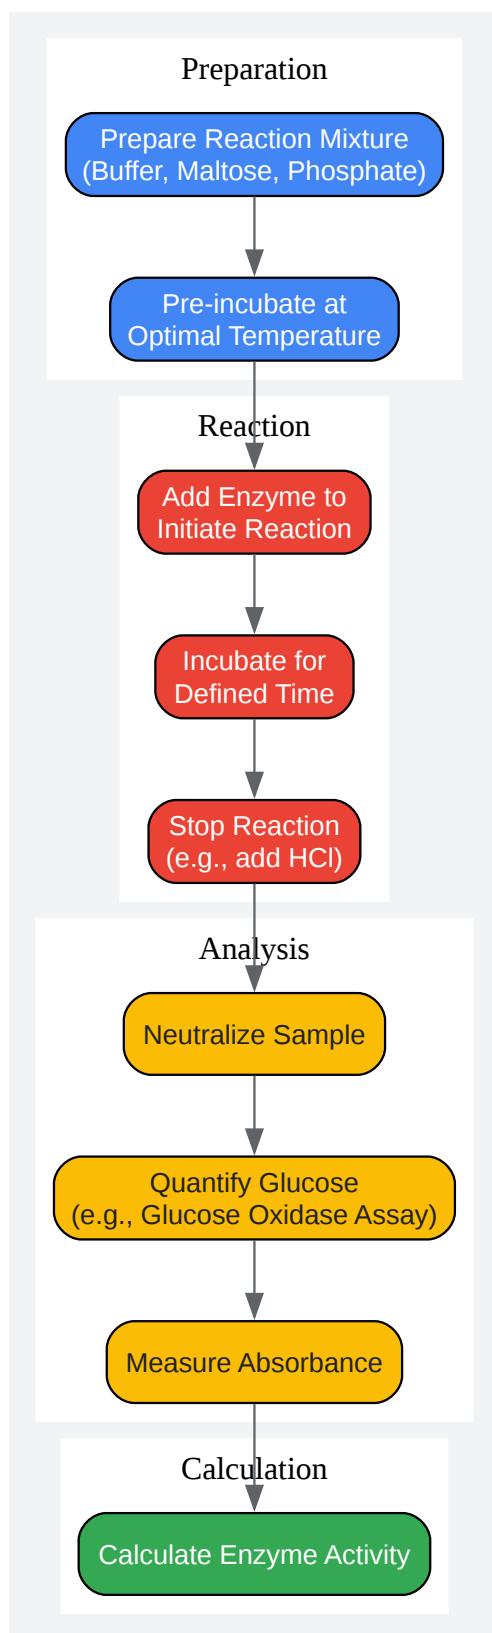 Preparation
Prepare Reaction Mixture
(Buffer, Maltose, Phosphate)
Pre-incubate at
Optimal Temperature
Reaction
Add Enzyme to
Initiate Reaction
Incubate for
Defined Time
Stop Reaction
(e.g., add HCl)
Analysis
Neutralize Sample
Quantify Glucose
(e.g., Glucose Oxidase Assay)
Measure Absorbance
Calculation
Calculate Enzyme Activity